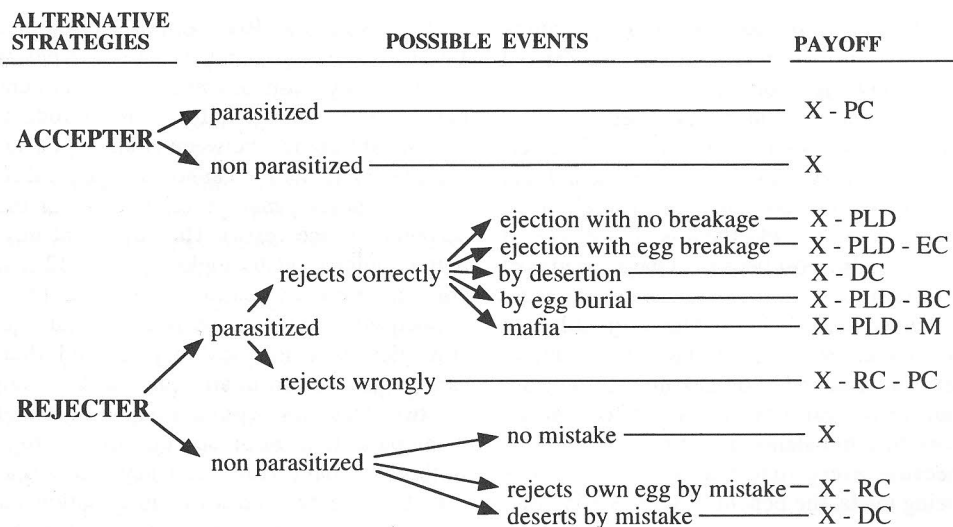 ALTERNATIVE
STRATEGIES
POSSIBLE EVENTS
PAYOFF
parasitized
X - PC
ACCEPTER
non parasitized
X
ejection with no breakage
X - PLD
ejection with egg breakage
X - PLD - EC
rejects correctly
by desertion
X - DC
by egg burial
X - PLD - BC
parasitized
mafia
X - PLD - M
rejects wrongly
X - RC - PC
REJECTER
no mistake
X
non parasitized
rejects own egg by mistake
X - RC
deserts by mistake
X - DC